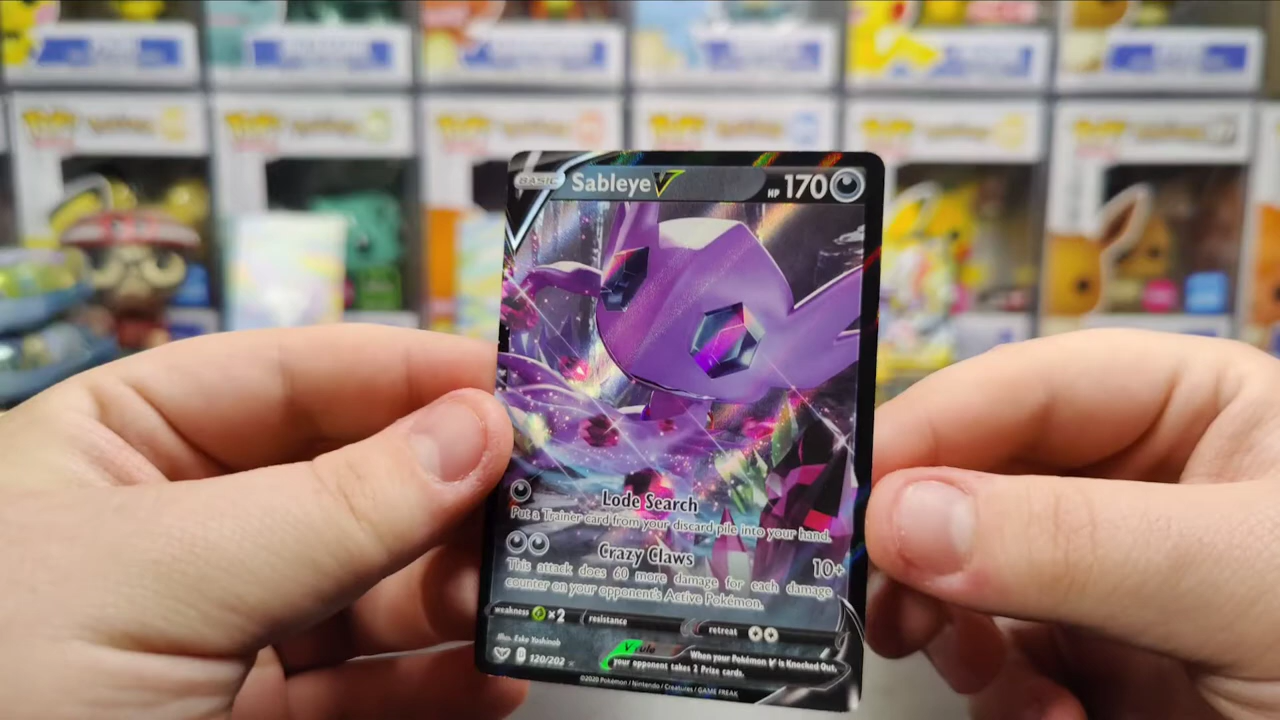 BASIC Sableye V HP 170
Lode Search
Put a Trainer card from your discard pile into your hand.
Crazy Claws 10+
This attack does 60 more damage for each damage
counter on your opponent's Active Pokémon.
weakness ×2 resistance retreat
Illus. Eske Yoshinob
V rule When your Pokémon V is Knocked Out,
your opponent takes 2 Prize cards.
D 120/202
©2020 Pokémon / Nintendo / Creatures / GAME FREAK